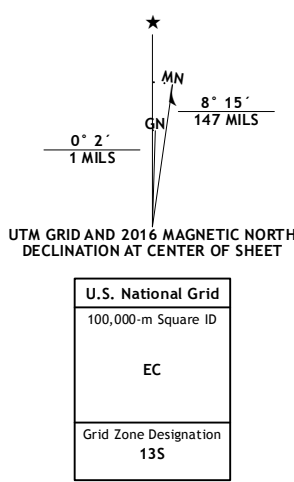 ★
MN
GN
8° 15´
147 MILS
0° 2´
1 MILS
UTM GRID AND 2016 MAGNETIC NORTH
DECLINATION AT CENTER OF SHEET
U.S. National Grid
100,000-m Square ID
EC
Grid Zone Designation
13S